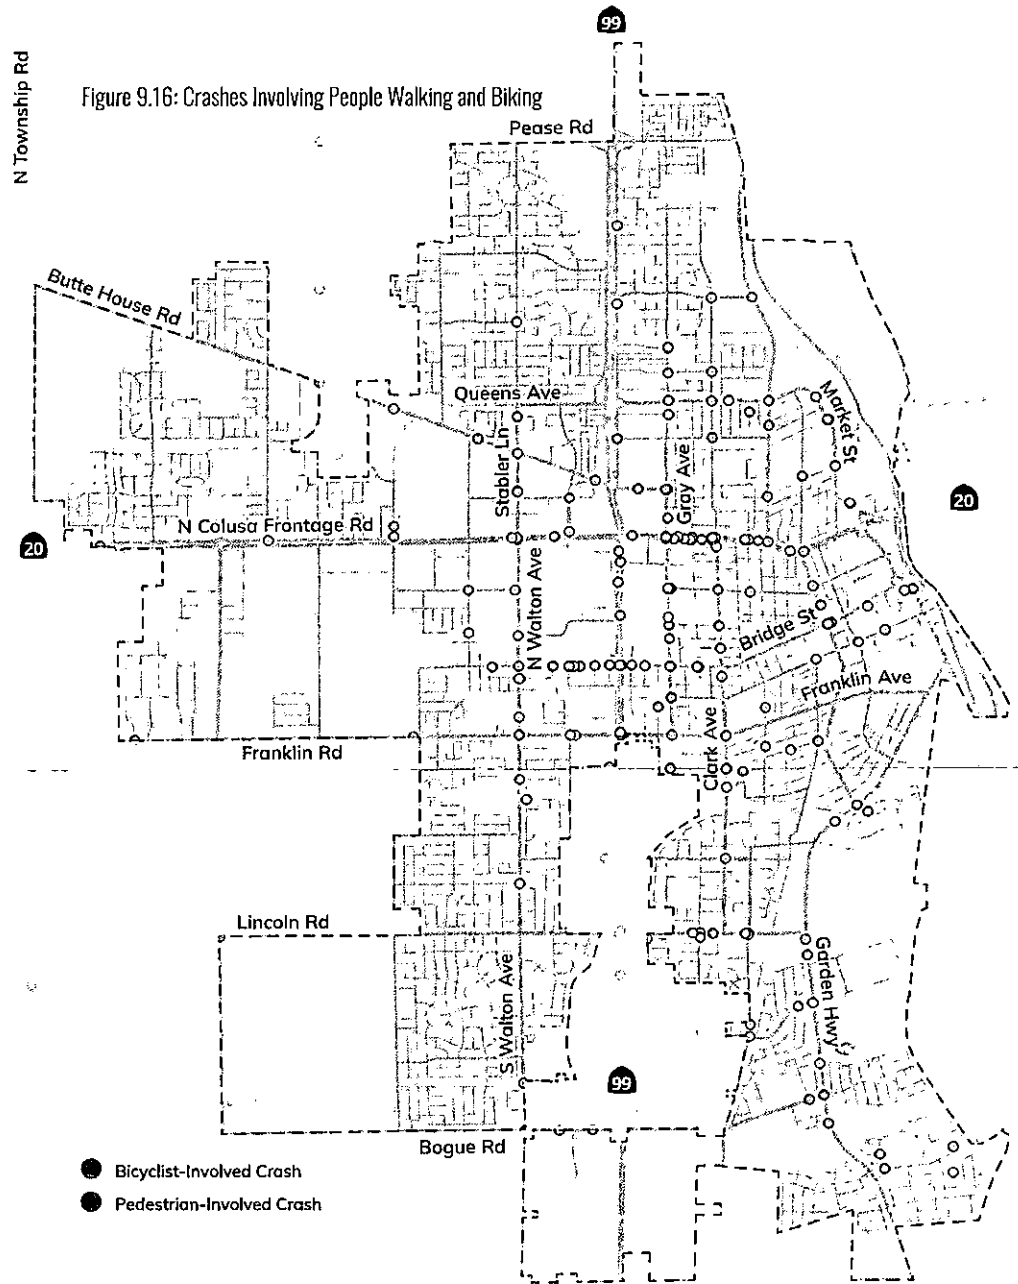 99
N Township Rd
Figure 9.16: Crashes Involving People Walking and Biking
Pease Rd
Butte House Rd
Queens Ave
Market St
Stabler Ln
Gray Ave
20
N Colusa Frontage Rd
20
N Walton Ave
Bridge St
Franklin Ave
Clark Ave
Franklin Rd
Lincoln Rd
S Walton Ave
Garden Hwy
99
Bogue Rd
Bicyclist-Involved Crash
Pedestrian-Involved Crash